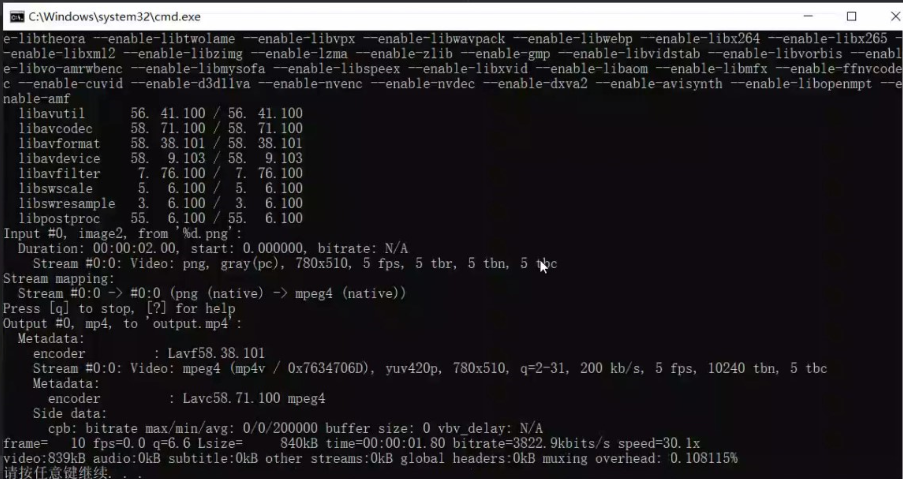 C:\Windows\system32\cmd.exe
e-libtheora --enable-libtwolame --enable-libvpx --enable-libwavpack --enable-libwebp --enable-libx264 --enable-libx265 -
-enable-libxml2 --enable-libzimg --enable-lzma --enable-zlib --enable-gmp --enable-libvidstab --enable-libvorbis --enabl
e-libvo-amrwbenc --enable-libmysofa --enable-libspeex --enable-libxvid --enable-libaom --enable-libmfx --enable-ffnvcode
c --enable-cuvid --enable-d3d11va --enable-nvenc --enable-nvdec --enable-dxva2 --enable-avisynth --enable-libopenmpt --e
nable-amf
  libavutil      56. 41.100 / 56. 41.100
  libavcodec     58. 71.100 / 58. 71.100
  libavformat    58. 38.101 / 58. 38.101
  libavdevice    58.  9.103 / 58.  9.103
  libavfilter     7. 76.100 /  7. 76.100
  libswscale      5.  6.100 /  5.  6.100
  libswresample   3.  6.100 /  3.  6.100
  libpostproc    55.  6.100 / 55.  6.100
Input #0, image2, from '%d.png':
  Duration: 00:00:02.00, start: 0.000000, bitrate: N/A
    Stream #0:0: Video: png, gray(pc), 780x510, 5 fps, 5 tbr, 5 tbn, 5 tbc
Stream mapping:
  Stream #0:0 -> #0:0 (png (native) -> mpeg4 (native))
Press [q] to stop, [?] for help
Output #0, mp4, to 'output.mp4':
  Metadata:
    encoder         : Lavf58.38.101
    Stream #0:0: Video: mpeg4 (mp4v / 0x7634706D), yuv420p, 780x510, q=2-31, 200 kb/s, 5 fps, 10240 tbn, 5 tbc
    Metadata:
      encoder         : Lavc58.71.100 mpeg4
    Side data:
      cpb: bitrate max/min/avg: 0/0/200000 buffer size: 0 vbv_delay: N/A
frame=   10 fps=0.0 q=6.6 Lsize=     840kB time=00:00:01.80 bitrate=3822.9kbits/s speed=30.1x
video:839kB audio:0kB subtitle:0kB other streams:0kB global headers:0kB muxing overhead: 0.108115%
请按任意键继续. . .